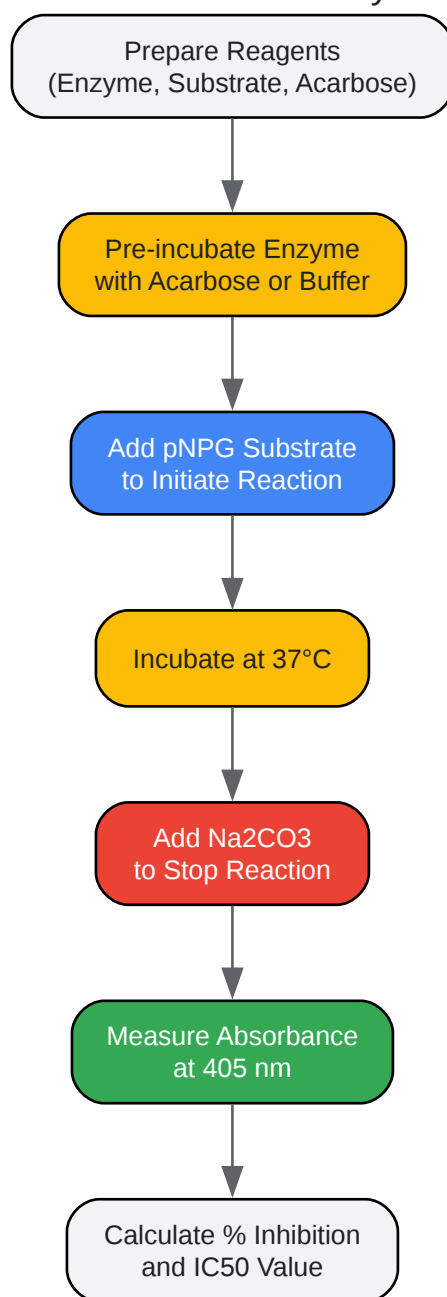 Prepare Reagents
(Enzyme, Substrate, Acarbose)
Pre-incubate Enzyme
with Acarbose or Buffer
Add pNPG Substrate
to Initiate Reaction
Incubate at 37°C
Add Na2CO3
to Stop Reaction
Measure Absorbance
at 405 nm
Calculate % Inhibition
and IC50 Value